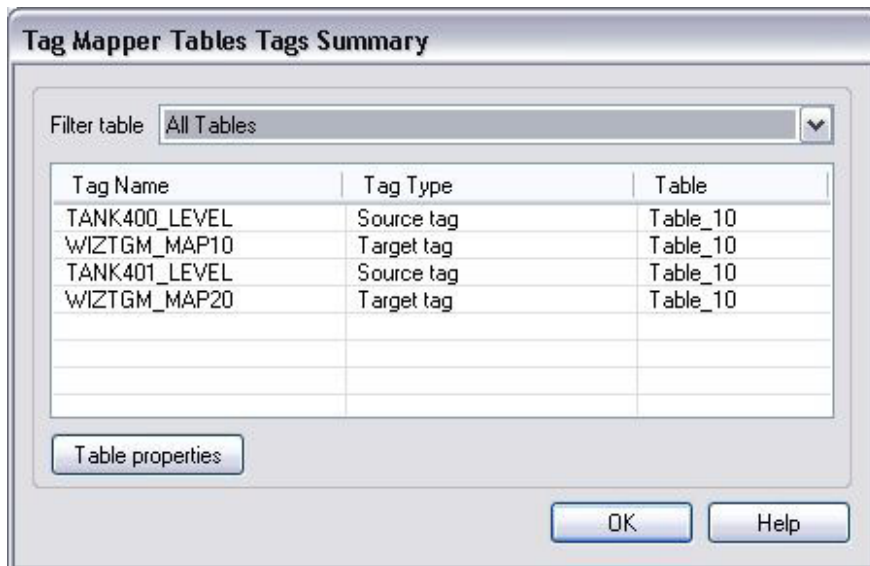 Tag Mapper Tables Tags Summary
Filter table All Tables
Tag Name Tag Type Table
TANK400_LEVEL Source tag Table_10
WIZTGM_MAP10 Target tag Table_10
TANK401_LEVEL Source tag Table_10
WIZTGM_MAP20 Target tag Table_10
Table properties
OK Help